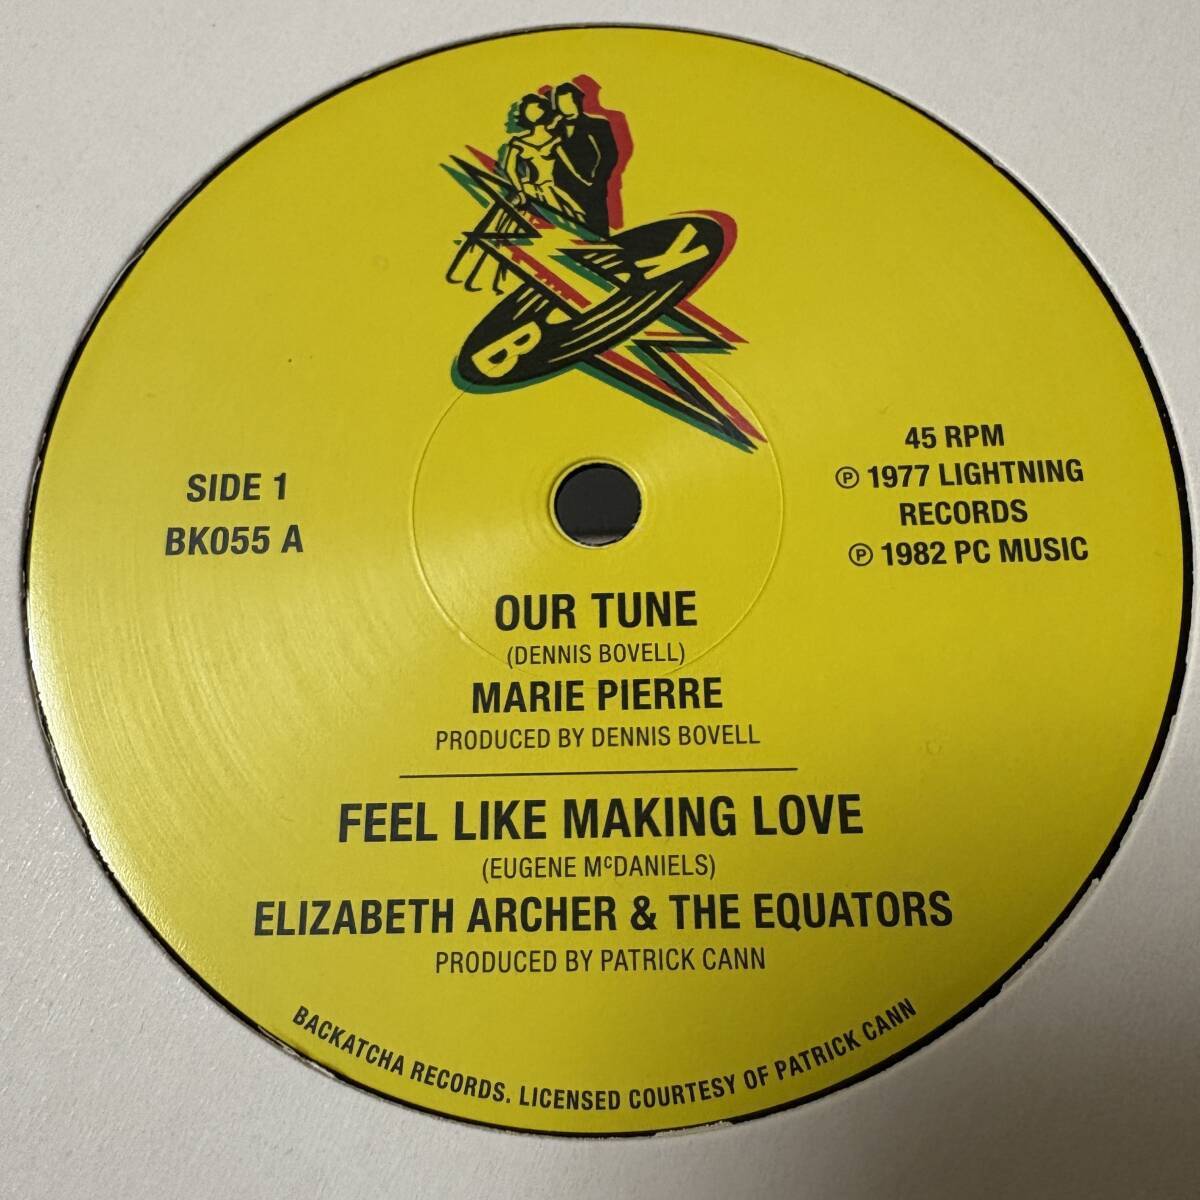 B K
SIDE 1
BK055 A
45 RPM
℗ 1977 LIGHTNING
RECORDS
℗ 1982 PC MUSIC
OUR TUNE
(DENNIS BOVELL)
MARIE PIERRE
PRODUCED BY DENNIS BOVELL
FEEL LIKE MAKING LOVE
(EUGENE McDANIELS)
ELIZABETH ARCHER & THE EQUATORS
PRODUCED BY PATRICK CANN
BACKATCHA RECORDS. LICENSED COURTESY OF PATRICK CANN